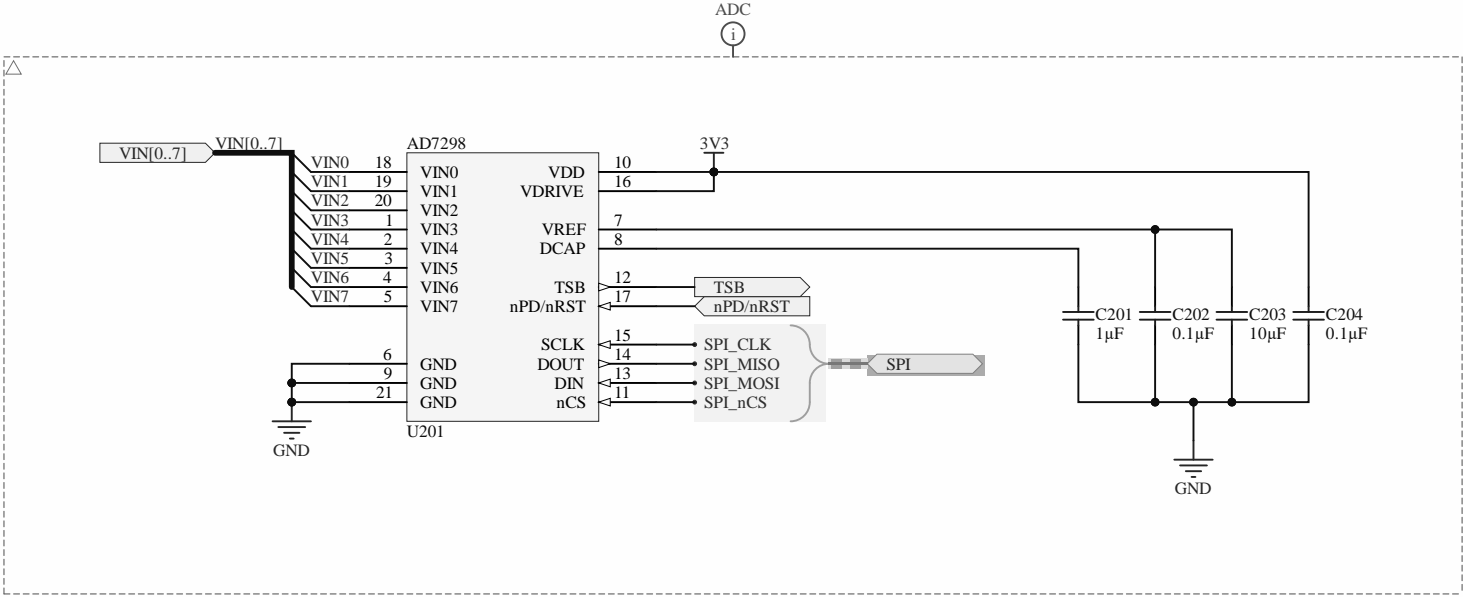 ADC
i
VIN[0..7]
VIN[0..7]
AD7298
3V3
VIN0 18 VIN0 VDD 10
VIN1 19 VIN1 VDRIVE 16
VIN2 20 VIN2
VIN3 1 VIN3 VREF 7
VIN4 2 VIN4 DCAP 8
VIN5 3 VIN5
VIN6 4 VIN6 TSB 12 TSB
VIN7 5 VIN7 nPD/nRST 17 nPD/nRST
C201 C202 C203 C204
1µF 0.1µF 10µF 0.1µF
SCLK 15 SPI_CLK
6 GND DOUT 14 SPI_MISO SPI
9 GND DIN 13 SPI_MOSI
21 GND nCS 11 SPI_nCS
U201
GND
GND